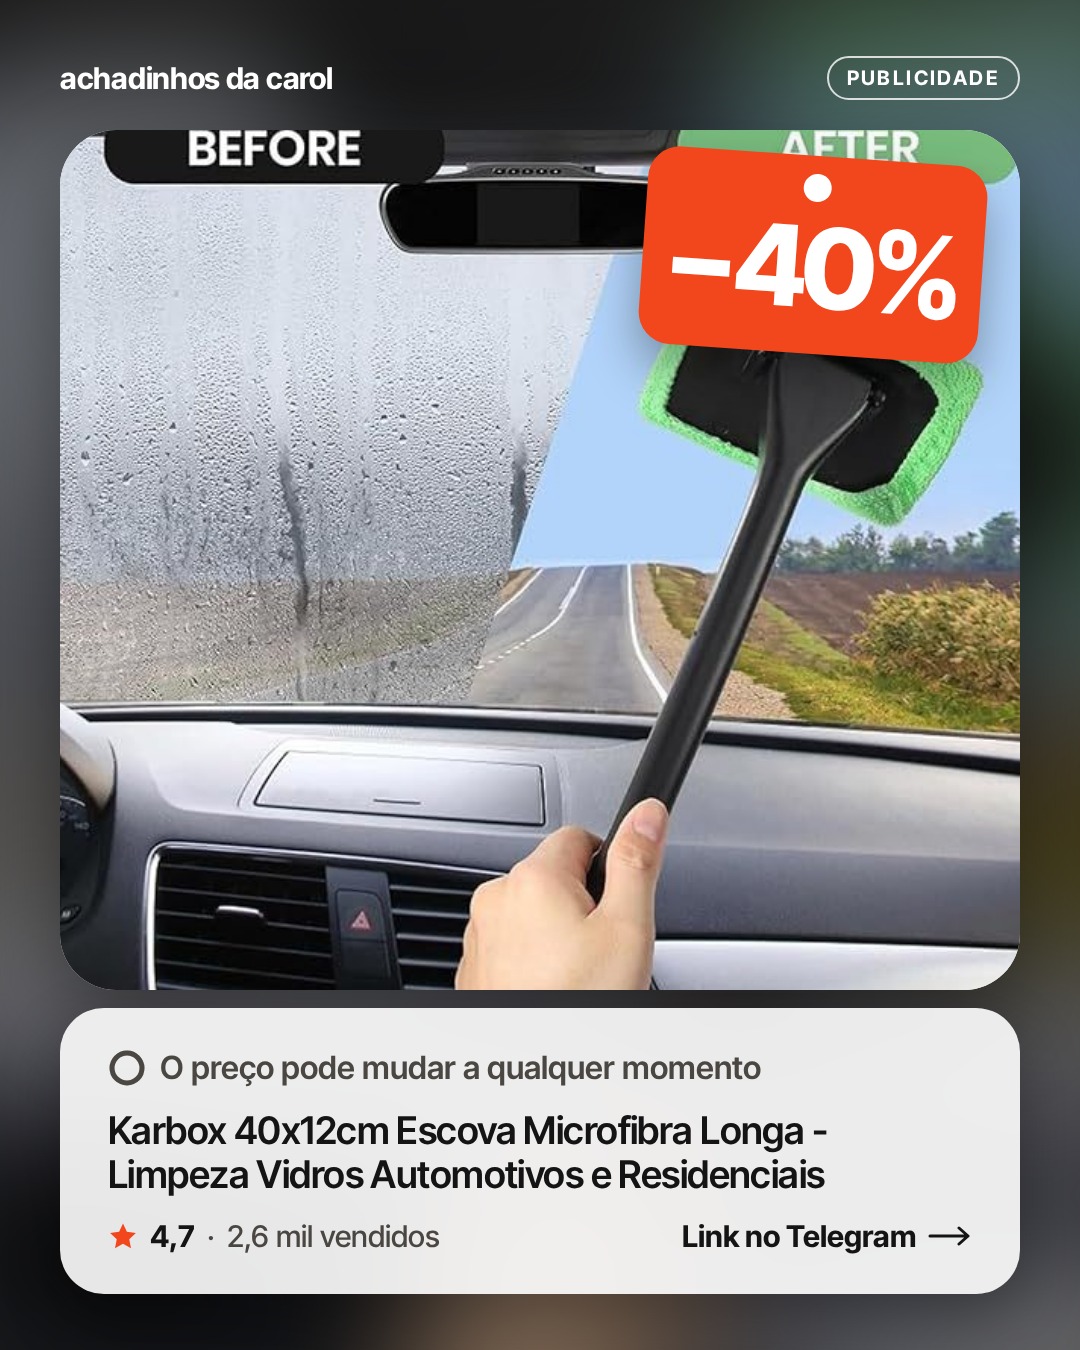 achadinhos da carol
PUBLICIDADE
BEFORE
AFTER
–40%
O preço pode mudar a qualquer momento
Karbox 40x12cm Escova Microfibra Longa -
Limpeza Vidros Automotivos e Residenciais
4,7 · 2,6 mil vendidos
Link no Telegram →